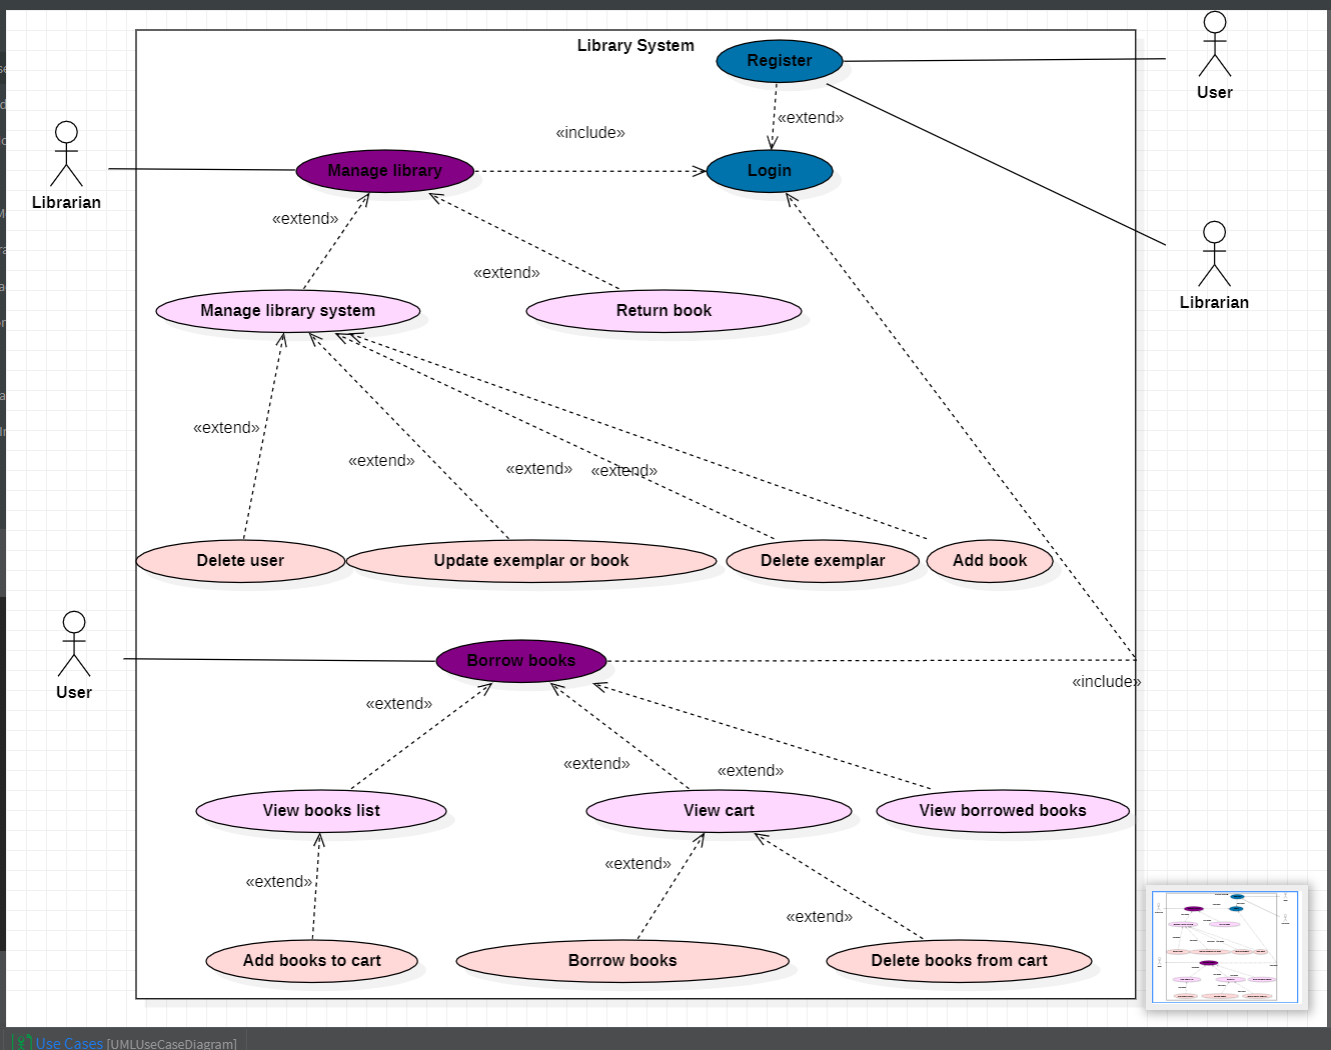 Library System
Register
User
«extend»
«include»
Manage library
Login
Librarian
«extend»
«extend»
Librarian
Manage library system
Return book
«extend»
«extend»
«extend»
«extend»
Delete user
Update exemplar or book
Delete exemplar
Add book
Borrow books
User
«include»
«extend»
«extend»
«extend»
View books list
View cart
View borrowed books
«extend»
«extend»
«extend»
Add books to cart
Borrow books
Delete books from cart
Use Cases [UMLUseCaseDiagram]